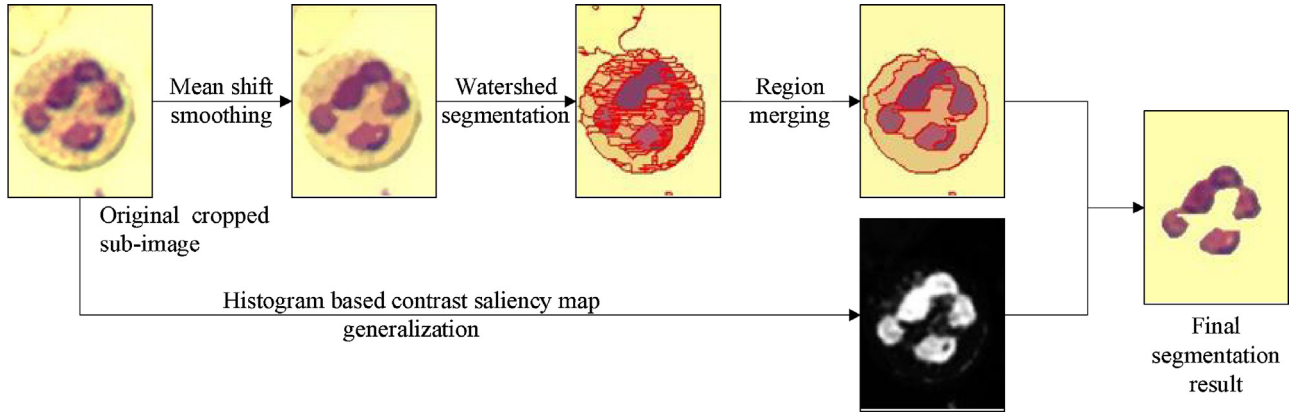 Mean shift
smoothing
Watershed
segmentation
Region
merging
Original cropped
sub-image
Histogram based contrast saliency map
generalization
Final
segmentation
result